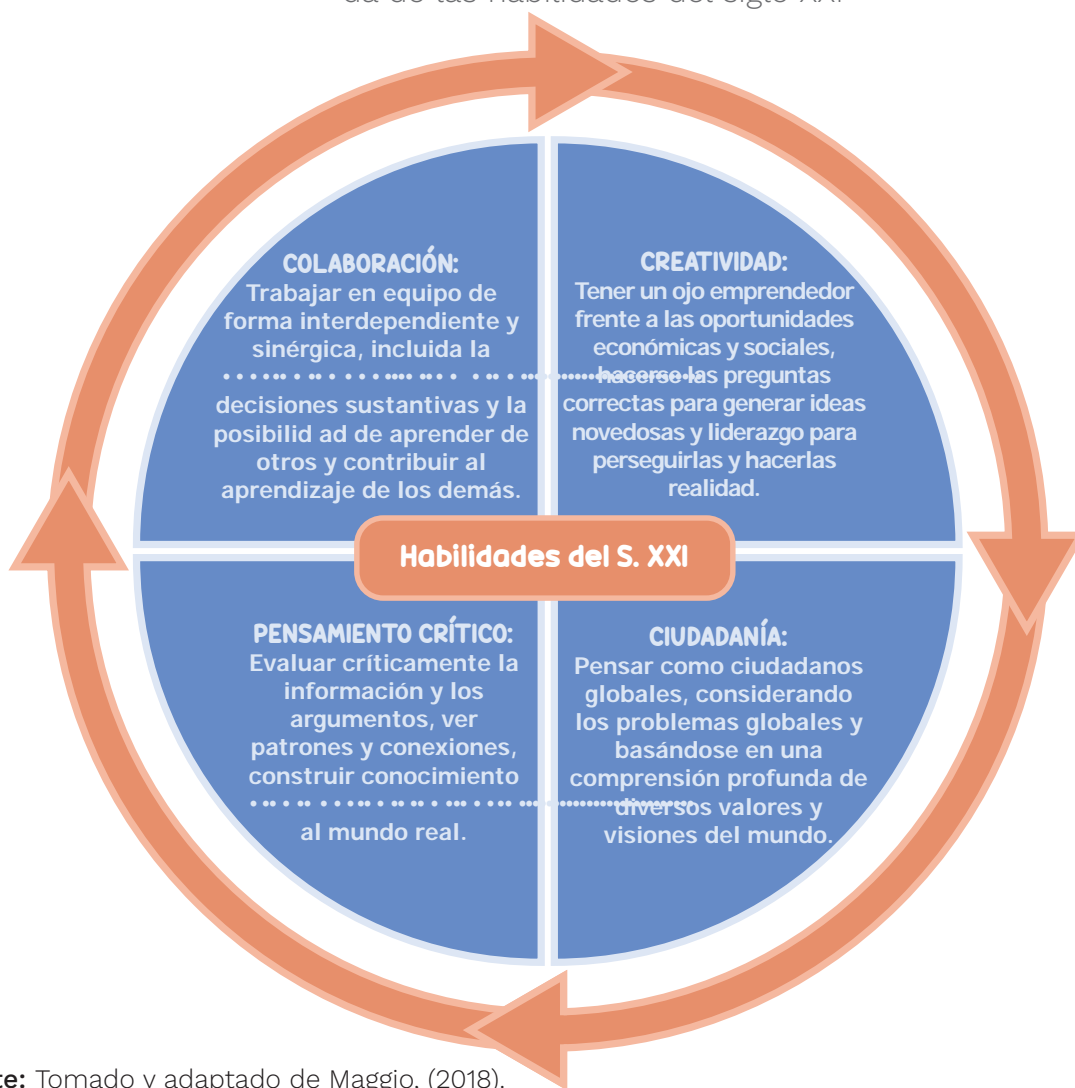 da de las habilidades del siglo XXI
COLABORACIÓN:
Trabajar en equipo de
forma interdependiente y
sinérgica, incluida la
decisiones sustantivas y la
posibilid ad de aprender de
otros y contribuir al
aprendizaje de los demás.
CREATIVIDAD:
Tener un ojo emprendedor
frente a las oportunidades
económicas y sociales,
hacerse las preguntas
correctas para generar ideas
novedosas y liderazgo para
perseguirlas y hacerlas
realidad.
Habilidades del S. XXI
PENSAMIENTO CRÍTICO:
Evaluar críticamente la
información y los
argumentos, ver
patrones y conexiones,
construir conocimiento
al mundo real.
CIUDADANÍA:
Pensar como ciudadanos
globales, considerando
los problemas globales y
basándose en una
comprensión profunda de
diversos valores y
visiones del mundo.
te: Tomado y adaptado de Maggio. (2018).